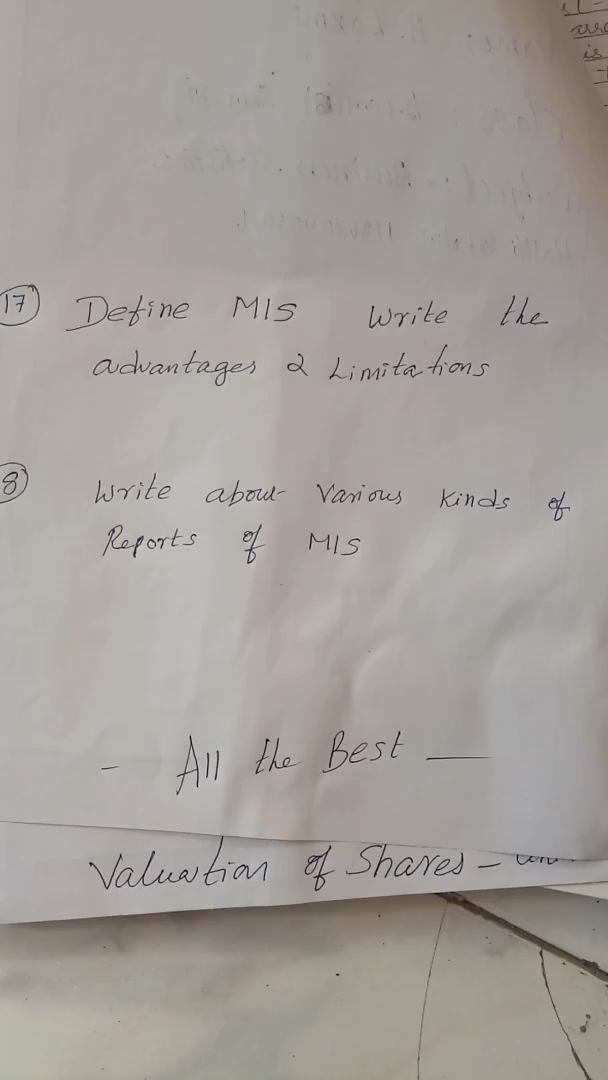 17 Define MIS Write the
advantages & Limitations
8 Write about various kinds of
Reports of MIS
- All the Best —
Valuation of Shares -